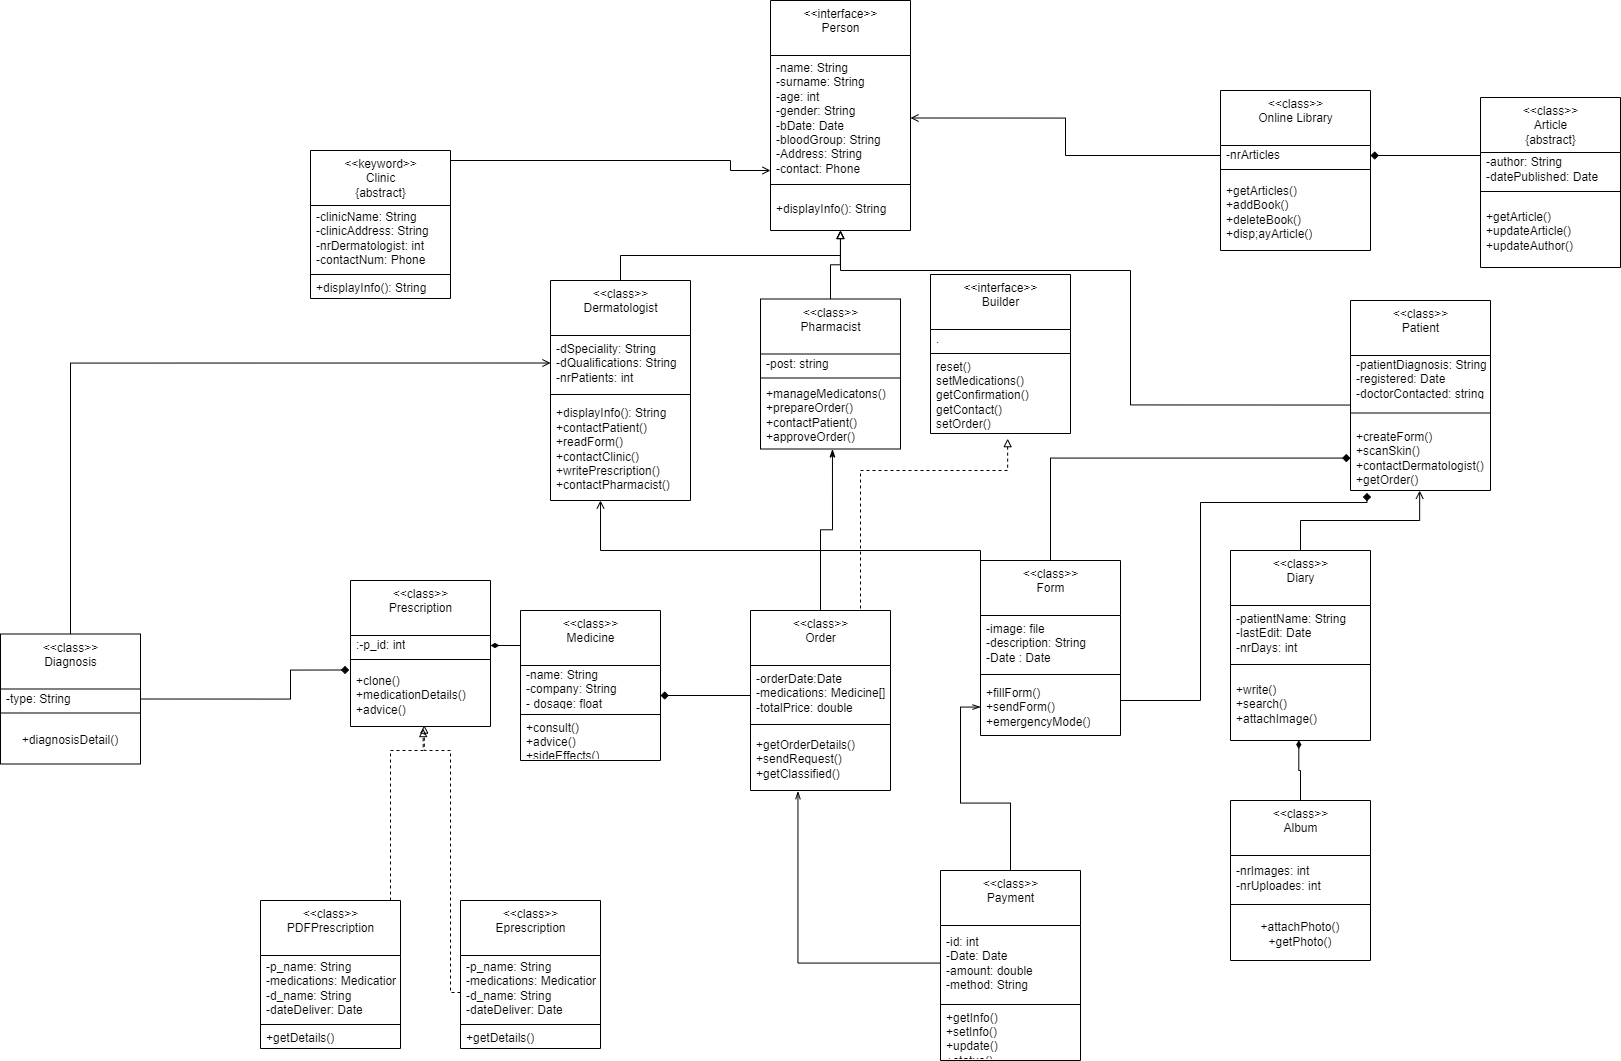 <<interface>>
Person
-name: String
-surname: String
-age: int
-gender: String
-bDate: Date
-bloodGroup: String
-Address: String
-contact: Phone
+displayInfo(): String
<<class>>
Online Library
-nrArticles
+getArticles()
+addBook()
+deleteBook()
+disp;ayArticle()
<<class>>
Article
{abstract}
-author: String
-datePublished: Date
+getArticle()
+updateArticle()
+updateAuthor()
<<keyword>>
Clinic
{abstract}
-clinicName: String
-clinicAddress: String
-nrDermatologist: int
-contactNum: Phone
+displayInfo(): String
<<class>>
Dermatologist
-dSpeciality: String
-dQualifications: String
-nrPatients: int
+displayInfo(): String
+contactPatient()
+readForm()
+contactClinic()
+writePrescription()
+contactPharmacist()
<<class>>
Pharmacist
-post: string
+manageMedicatons()
+prepareOrder()
+contactPatient()
+approveOrder()
<<interface>>
Builder
.
reset()
setMedications()
getConfirmation()
getContact()
setOrder()
<<class>>
Patient
-patientDiagnosis: String
-registered: Date
-doctorContacted: string
+createForm()
+scanSkin()
+contactDermatologist()
+getOrder()
<<class>>
Diagnosis
-type: String
+diagnosisDetail()
<<class>>
Prescription
:-p_id: int
+clone()
+medicationDetails()
+advice()
<<class>>
Medicine
-name: String
-company: String
- dosage: float
+consult()
+advice()
+sideEffects()
<<class>>
Order
-orderDate:Date
-medications: Medicine[]
-totalPrice: double
+getOrderDetails()
+sendRequest()
+getClassified()
<<class>>
Form
-image: file
-description: String
-Date : Date
+fillForm()
+sendForm()
+emergencyMode()
<<class>>
Diary
-patientName: String
-lastEdit: Date
-nrDays: int
+write()
+search()
+attachImage()
<<class>>
PDFPrescription
-p_name: String
-medications: Medication
-d_name: String
-dateDeliver: Date
+getDetails()
<<class>>
Eprescription
-p_name: String
-medications: Medication
-d_name: String
-dateDeliver: Date
+getDetails()
<<class>>
Payment
-id: int
-Date: Date
-amount: double
-method: String
+getInfo()
+setInfo()
+update()
+status()
<<class>>
Album
-nrImages: int
-nrUploades: int
+attachPhoto()
+getPhoto()